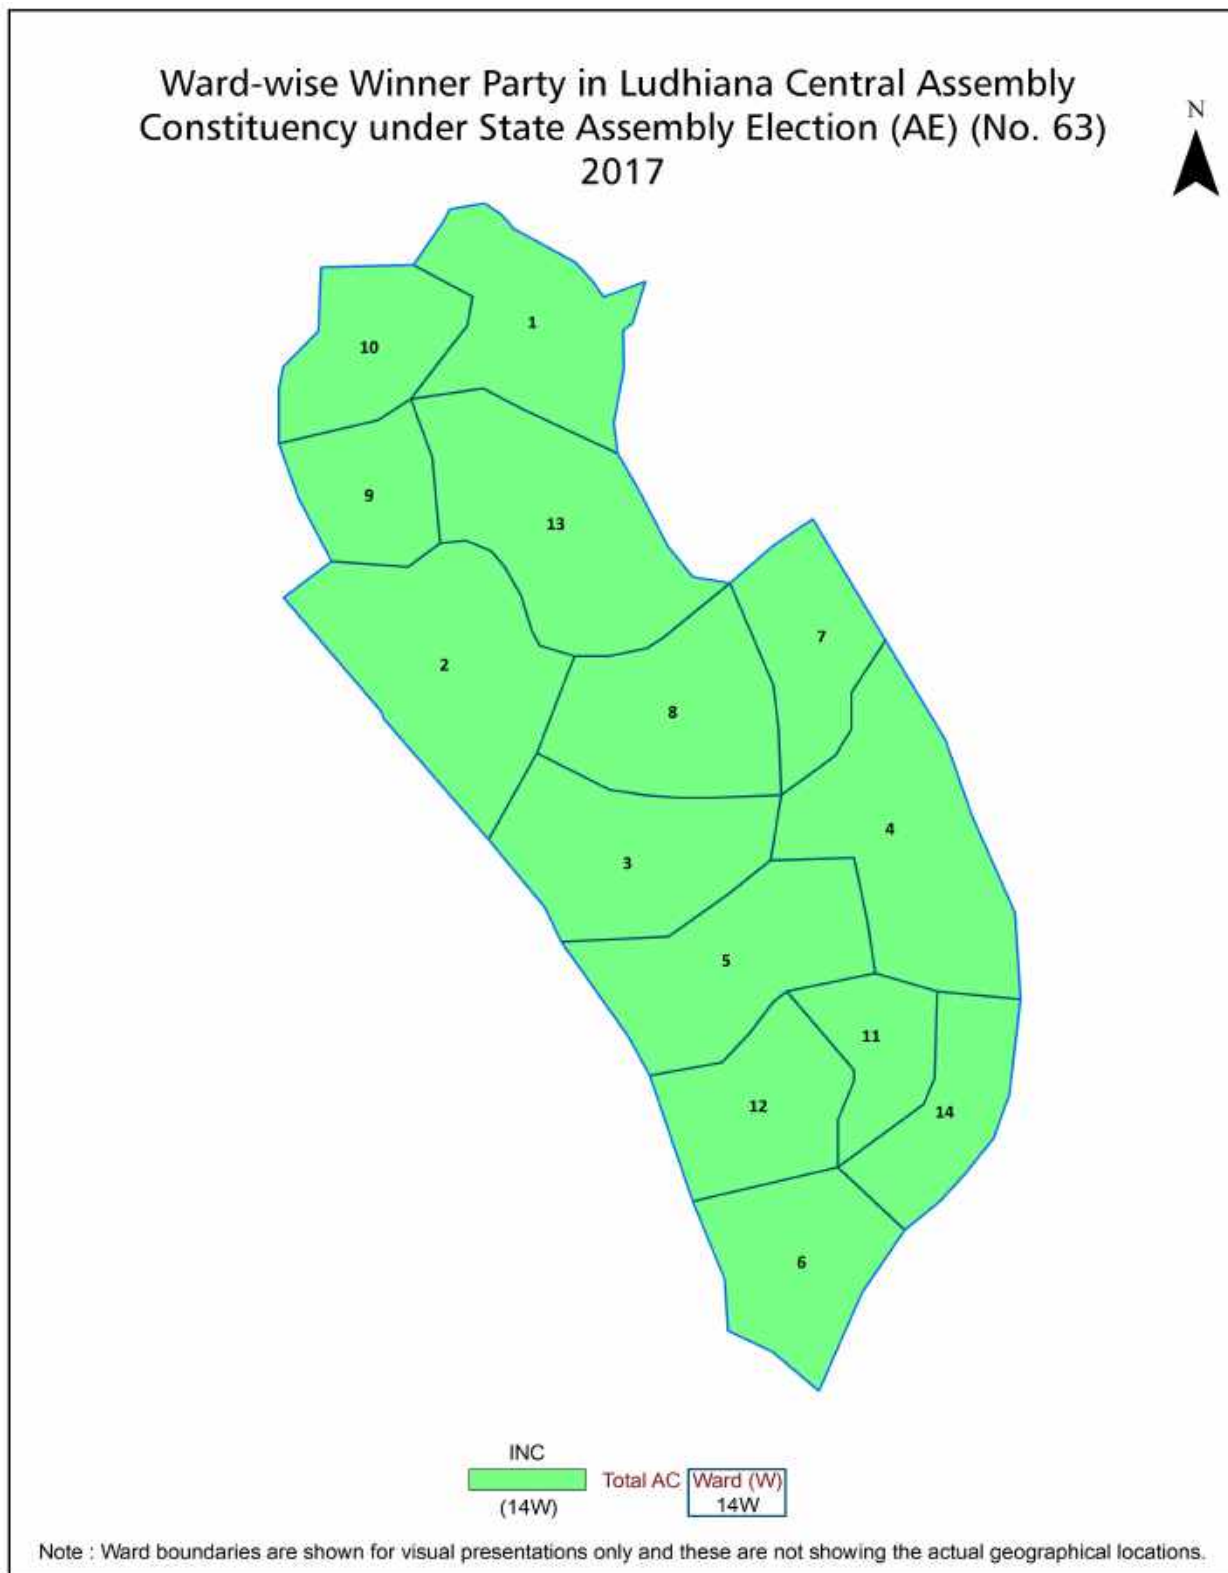 Ward-wise Winner Party in Ludhiana Central Assembly
Constituency under State Assembly Election (AE) (No. 63)
2017
N
1
10
9
13
7
2
8
4
3
5
11
12
14
6
INC
Total AC Ward (W)
(14W) 14W
Note : Ward boundaries are shown for visual presentations only and these are not showing the actual geographical locations.